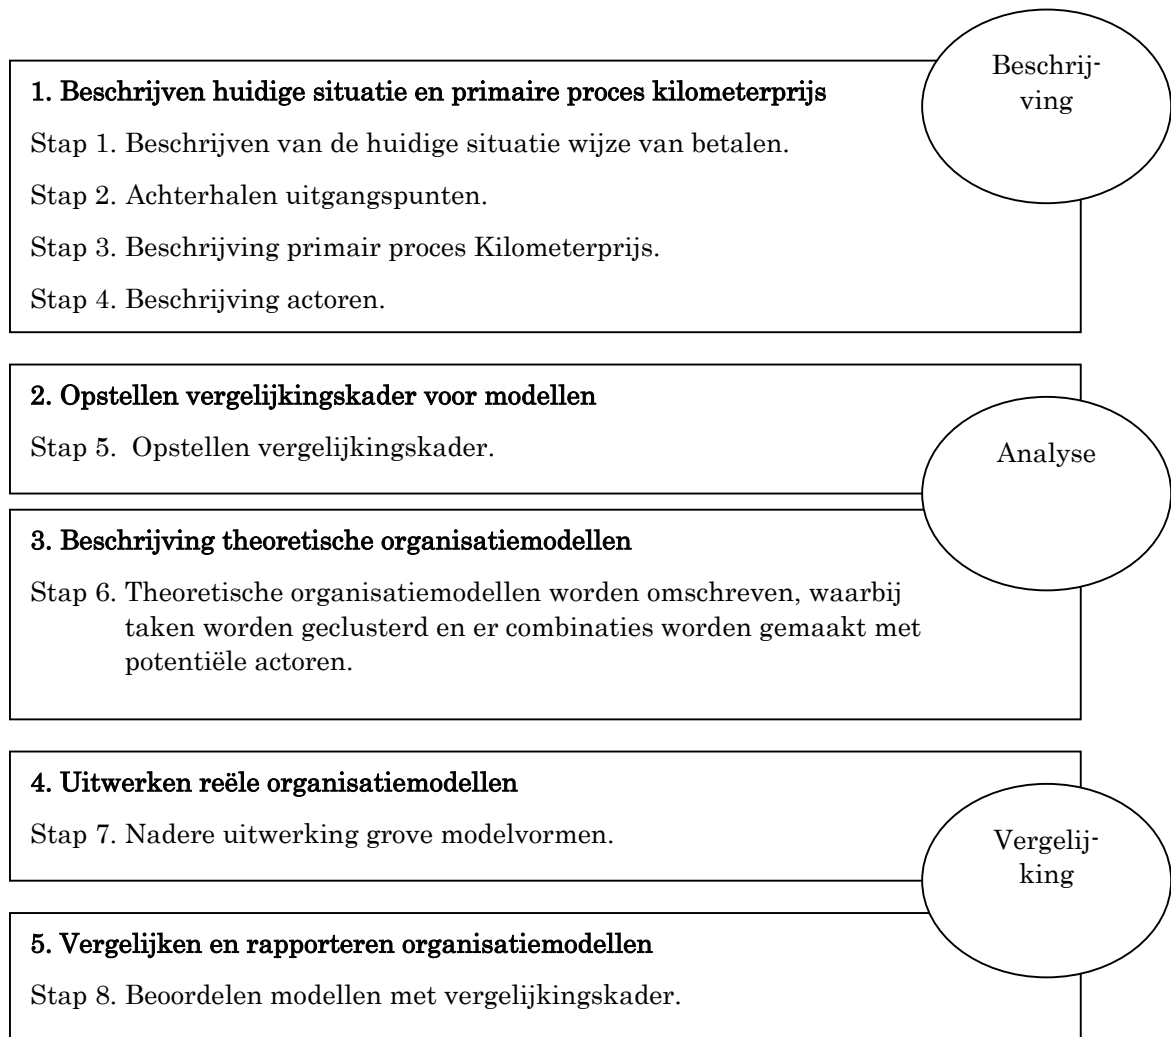 Beschrij-
ving
1. Beschrijven huidige situatie en primaire proces kilometerprijs
Stap 1. Beschrijven van de huidige situatie wijze van betalen.
Stap 2. Achterhalen uitgangspunten.
Stap 3. Beschrijving primair proces Kilometerprijs.
Stap 4. Beschrijving actoren.
2. Opstellen vergelijkingskader voor modellen
Stap 5. Opstellen vergelijkingskader.
Analyse
3. Beschrijving theoretische organisatiemodellen
Stap 6. Theoretische organisatiemodellen worden omschreven, waarbij
taken worden geclusterd en er combinaties worden gemaakt met
potentiële actoren.
4. Uitwerken reële organisatiemodellen
Stap 7. Nadere uitwerking grove modelvormen.
Vergelij-
king
5. Vergelijken en rapporteren organisatiemodellen
Stap 8. Beoordelen modellen met vergelijkingskader.